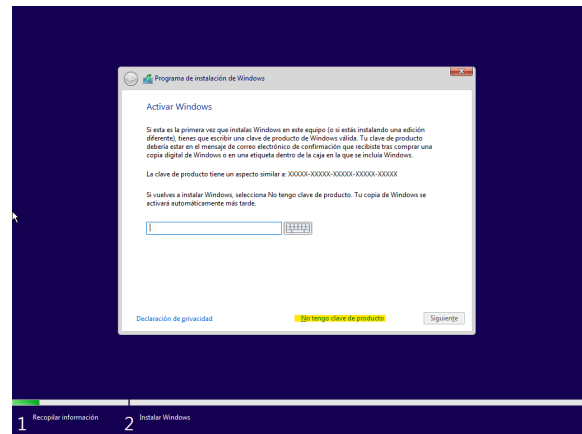 Programa de instalación de Windows
Activar Windows
Si esta es la primera vez que instalas Windows en este equipo (o si estás instalando una edición
diferente), tienes que escribir una clave de producto de Windows válida. Tu clave de producto
debería estar en el mensaje de correo electrónico de confirmación que recibiste tras comprar una
copia digital de Windows o en una etiqueta dentro de la caja en la que se incluía Windows.
La clave de producto tiene un aspecto similar a: XXXXX-XXXXX-XXXXX-XXXXX-XXXXX
Si vuelves a instalar Windows, selecciona No tengo clave de producto. Tu copia de Windows se
activará automáticamente más tarde.
Declaración de privacidad
No tengo clave de producto
Siguiente
1 Recopilar información
2 Instalar Windows